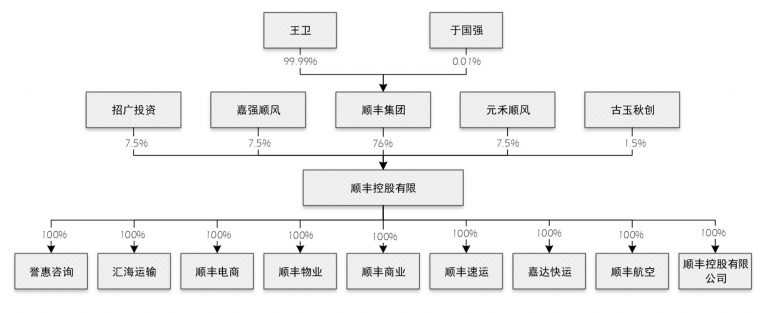 王卫
于国强
99.99%
0.01%
招广投资
嘉强顺风
顺丰集团
元禾顺风
古玉秋创
7.5%
7.5%
76%
7.5%
1.5%
顺丰控股有限
100%
100%
100%
100%
100%
100%
100%
100%
100%
誉惠咨询
汇海运输
顺丰电商
顺丰物业
顺丰商业
顺丰速运
嘉达快运
顺丰航空
顺丰控股有限
公司